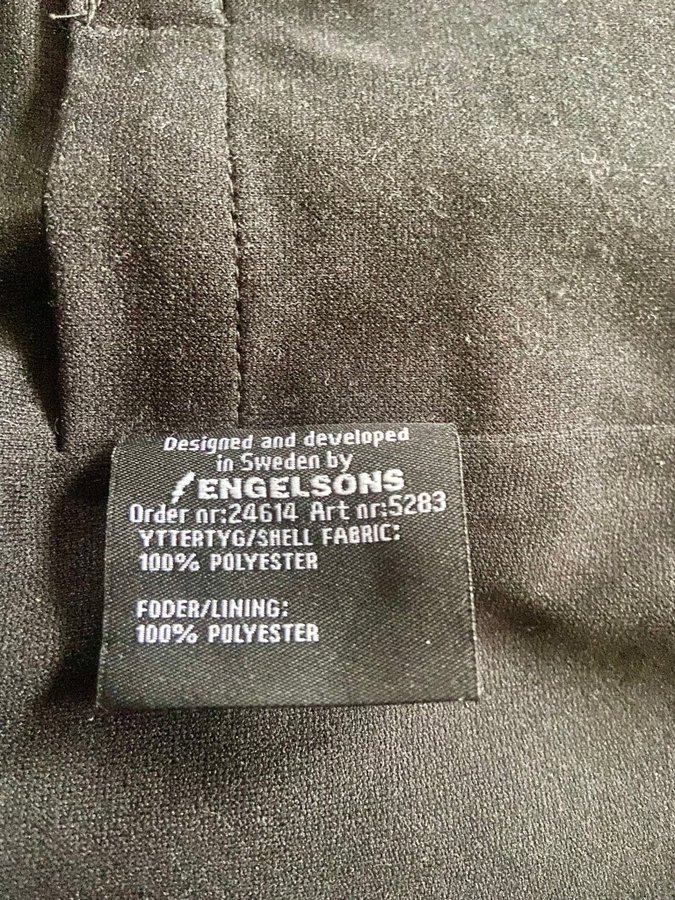 Designed and developed
in Sweden by
ENGELSONS
Order nr:24614 Art nr:5283
YTTERTYG/SHELL FABRIC:
100% POLYESTER
FODER/LINING:
100% POLYESTER